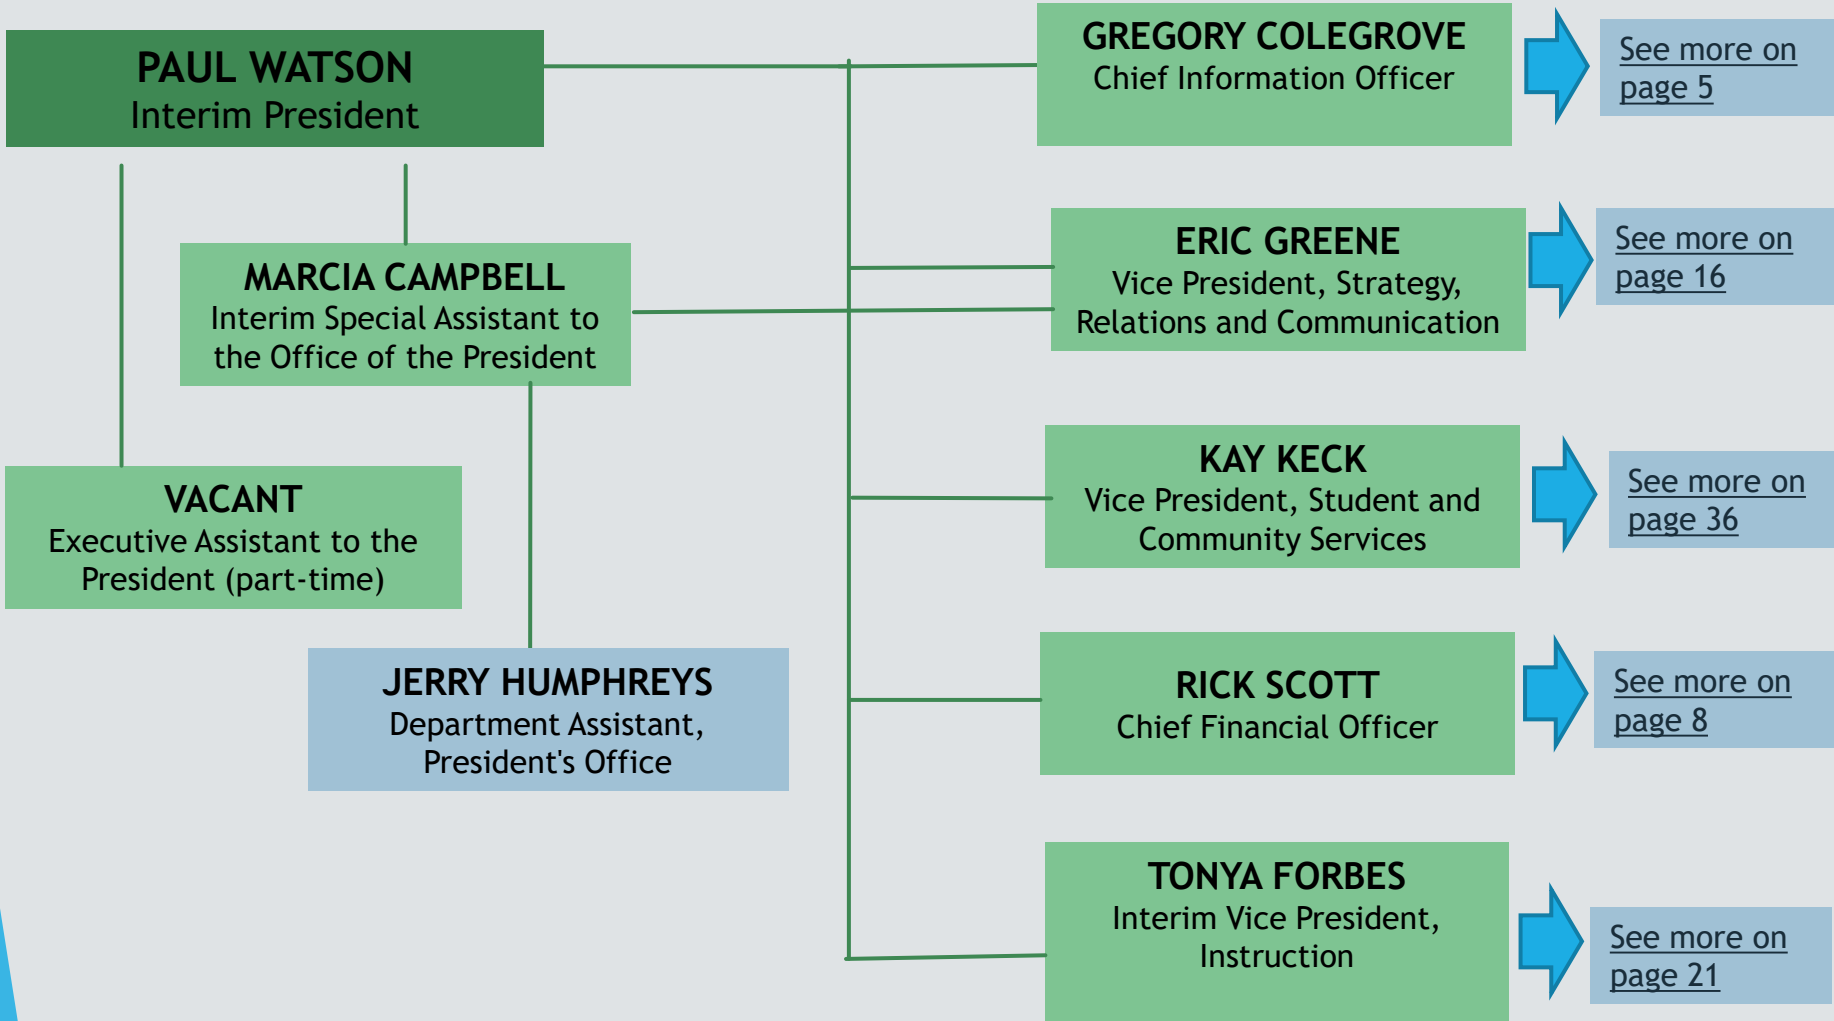 PAUL WATSON
Interim President
MARCIA CAMPBELL
Interim Special Assistant to
the Office of the President
VACANT
Executive Assistant to the
President (part-time)
JERRY HUMPHREYS
Department Assistant,
President's Office
GREGORY COLEGROVE
Chief Information Officer
See more on
page 5
ERIC GREENE
Vice President, Strategy,
Relations and Communication
See more on
page 16
KAY KECK
Vice President, Student and
Community Services
See more on
page 36
RICK SCOTT
Chief Financial Officer
See more on
page 8
TONYA FORBES
Interim Vice President,
Instruction
See more on
page 21